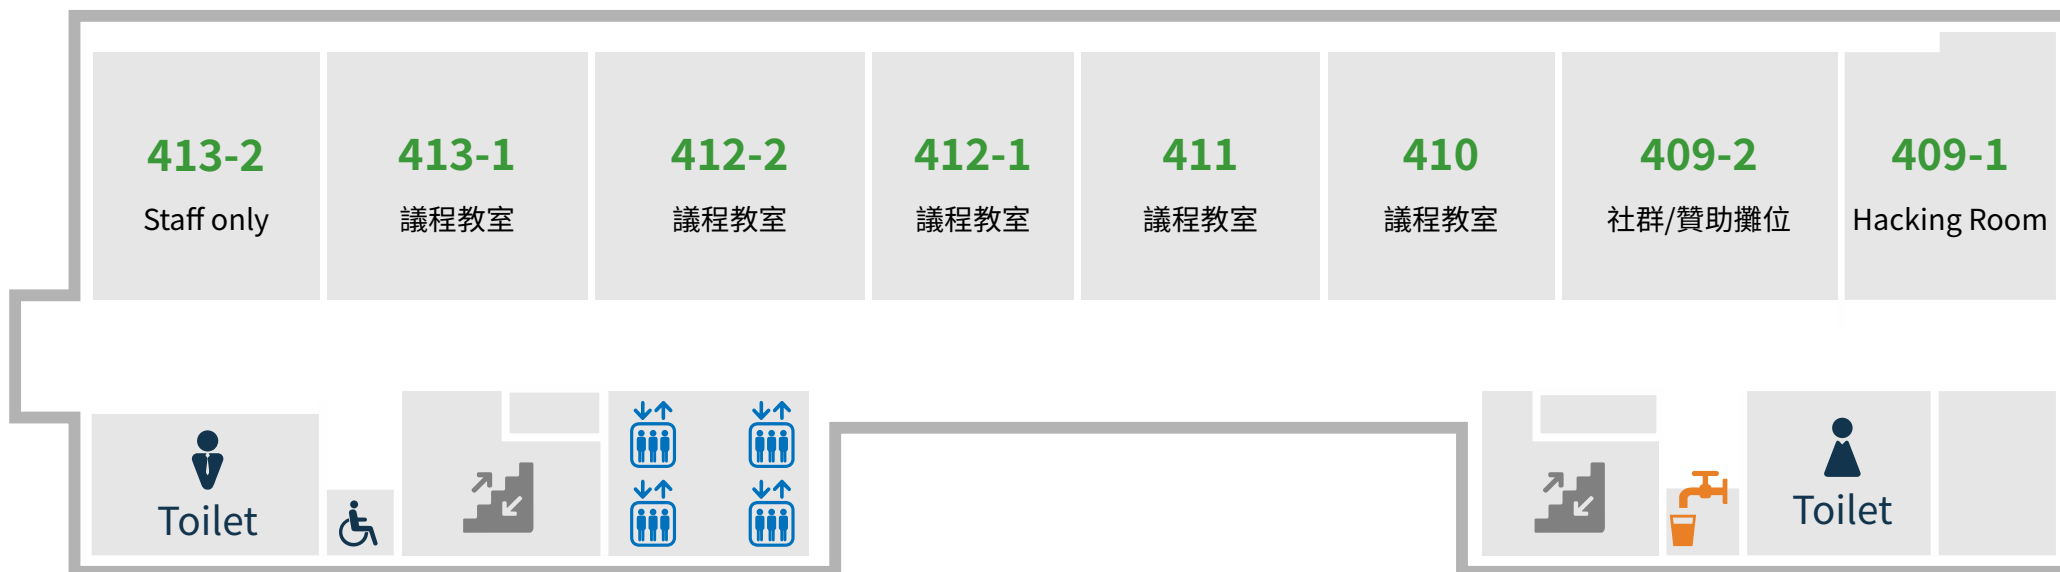 413-2
Staff only
413-1
議程教室
412-2
議程教室
412-1
議程教室
411
議程教室
410
議程教室
409-2
社群/贊助攤位
409-1
Hacking Room
Toilet
Toilet